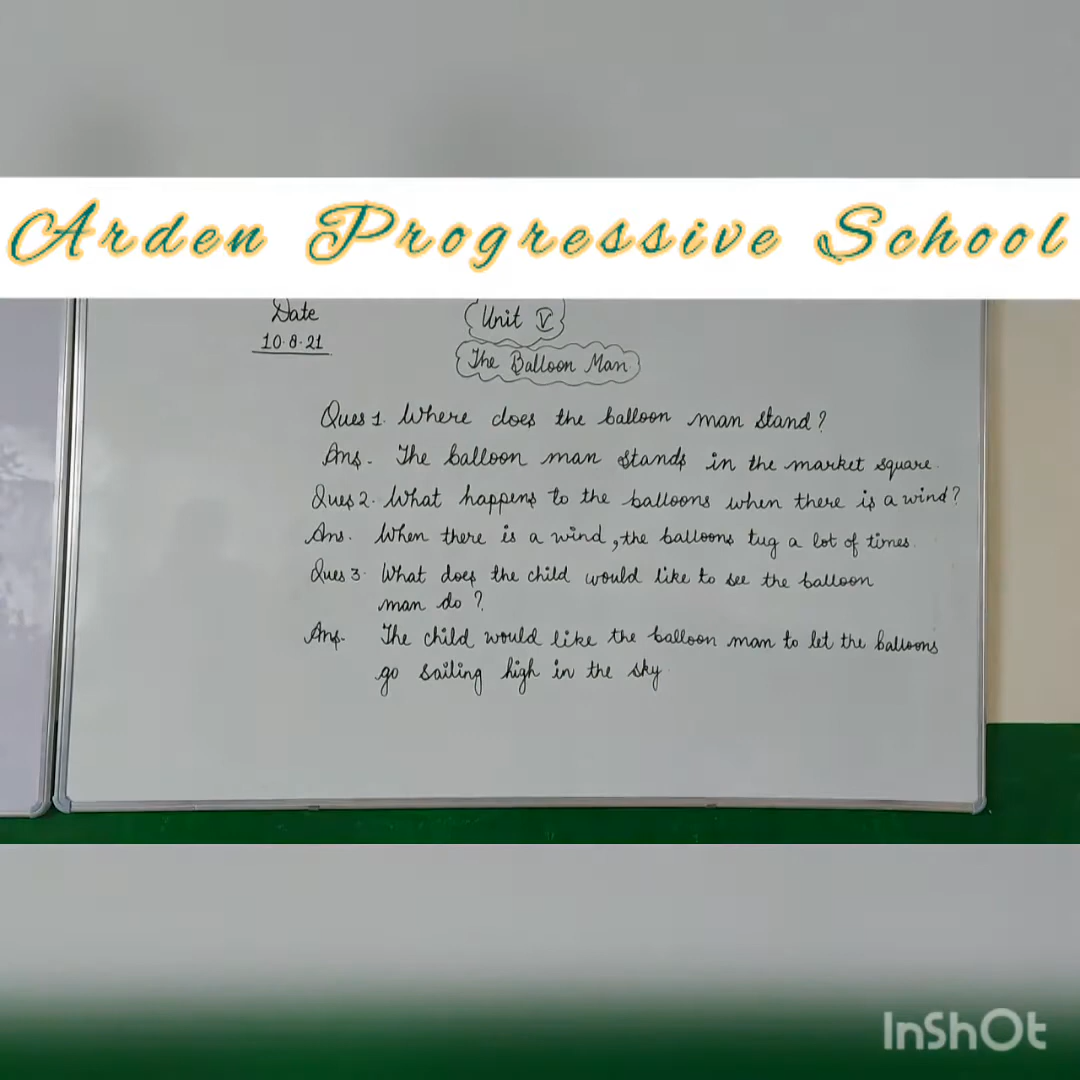 Arden Progressive School
Date
10.8.21
Unit V
The Balloon Man
Ques 1. Where does the balloon man stand?
Ans. The balloon man stands in the market square.
Ques 2. What happens to the balloons when there is a wind?
Ans. When there is a wind, the balloons tug a lot of times.
Ques 3. What does the child would like to see the balloon
man do?
Ans. The child would like the balloon man to let the balloons
go sailing high in the sky
InShOt